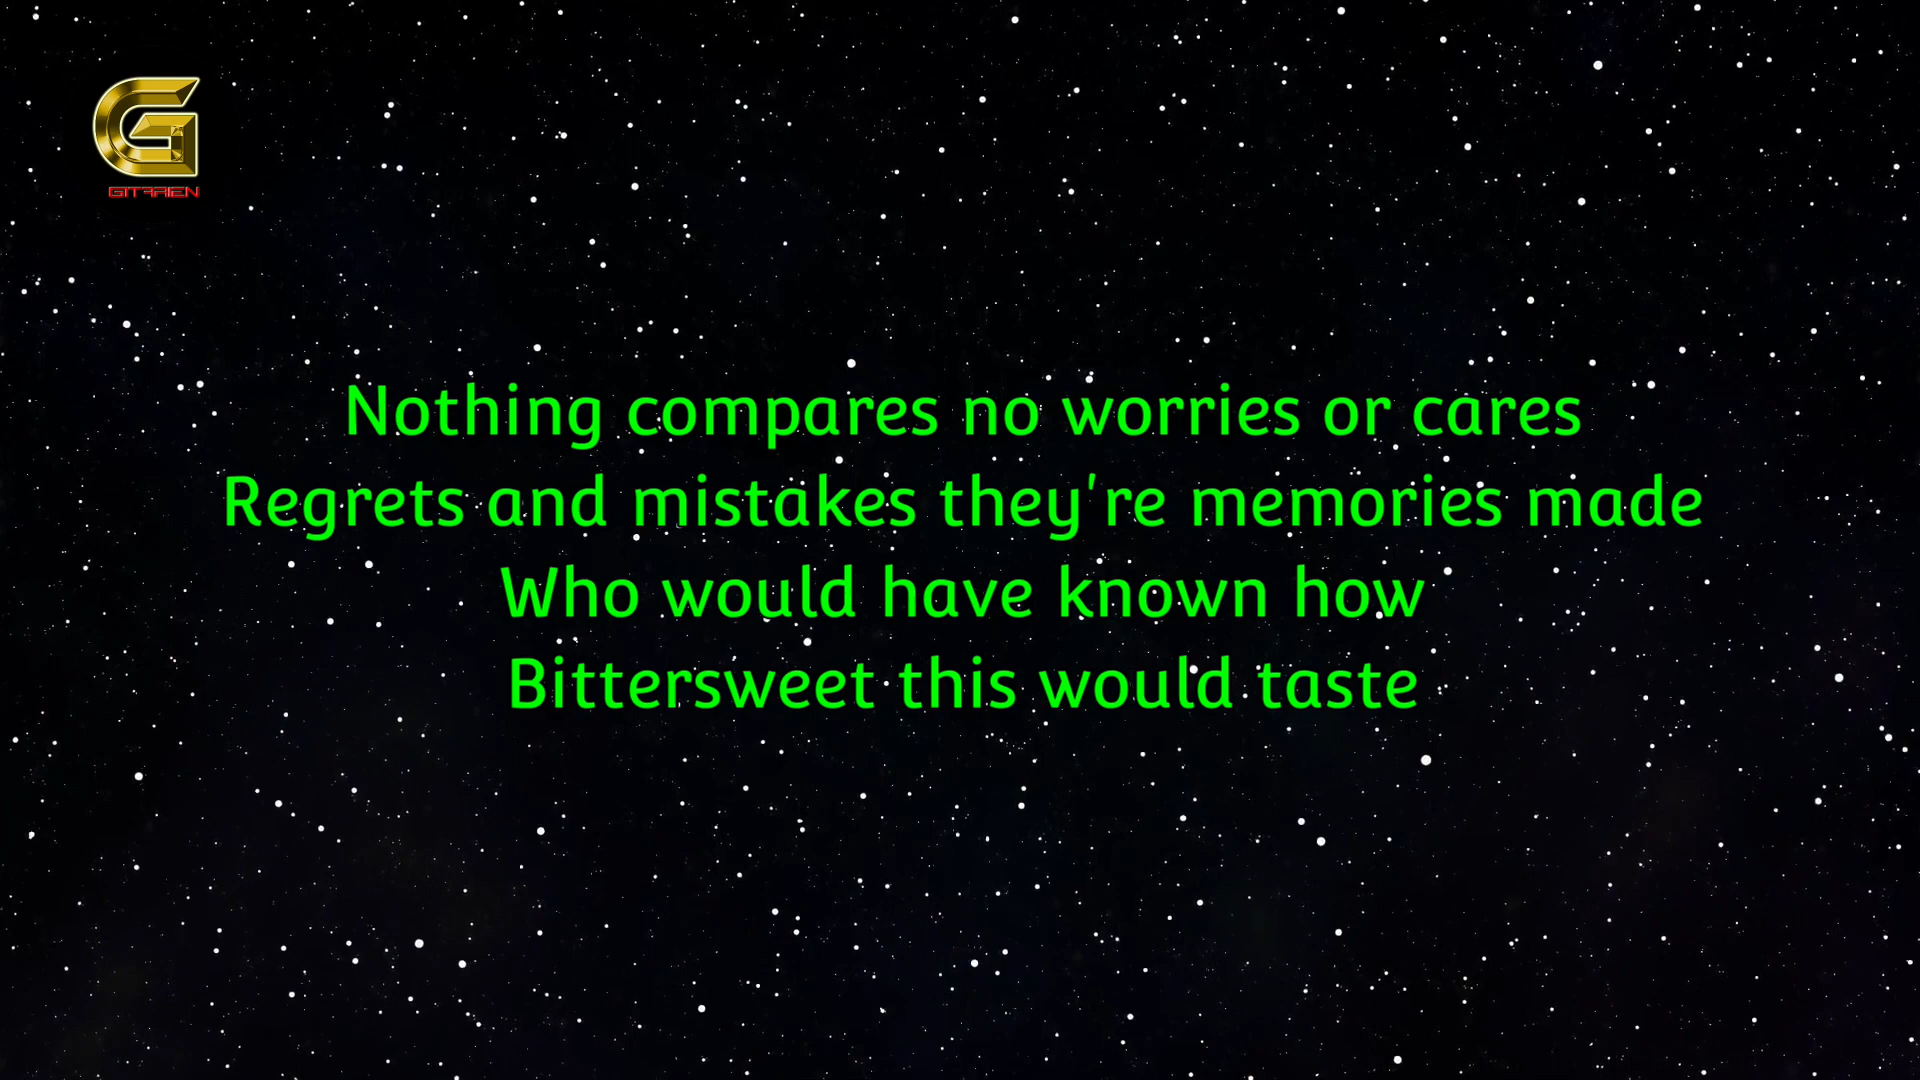 GITFRIEN
Nothing compares no worries or cares
Regrets and mistakes they're memories made
Who would have known how
Bittersweet this would taste